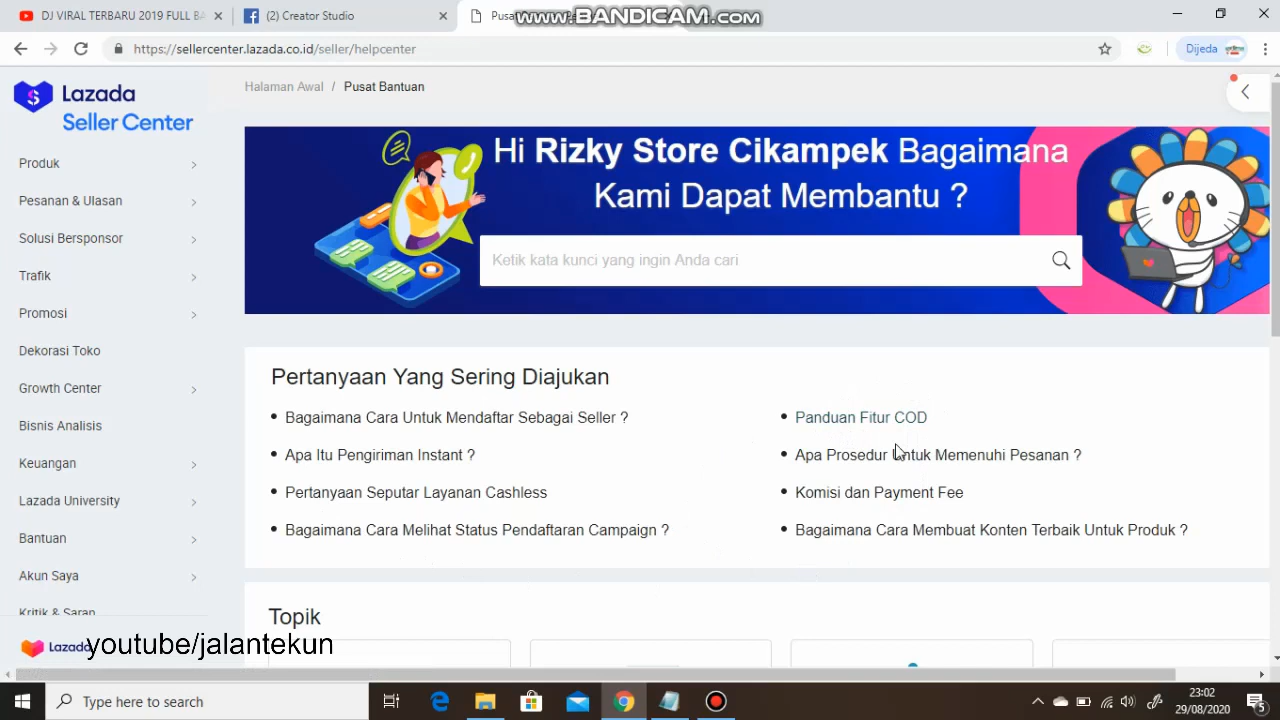 DJ VIRAL TERBARU 2019 FULL BA
(2) Creator Studio
www.BANDICAM.com
https://sellercenter.lazada.co.id/seller/helpcenter
Dijeda
Lazada
Seller Center
Halaman Awal / Pusat Bantuan
Hi Rizky Store Cikampek Bagaimana
Kami Dapat Membantu ?
Ketik kata kunci yang ingin Anda cari
Produk
Pesanan & Ulasan
Solusi Bersponsor
Trafik
Promosi
Dekorasi Toko
Growth Center
Bisnis Analisis
Keuangan
Lazada University
Bantuan
Akun Saya
Kritik & Saran
Lazada
youtube/jalantekun
Pertanyaan Yang Sering Diajukan
Bagaimana Cara Untuk Mendaftar Sebagai Seller ?
Apa Itu Pengiriman Instant ?
Pertanyaan Seputar Layanan Cashless
Bagaimana Cara Melihat Status Pendaftaran Campaign ?
Panduan Fitur COD
Apa Prosedur Untuk Memenuhi Pesanan ?
Komisi dan Payment Fee
Bagaimana Cara Membuat Konten Terbaik Untuk Produk ?
Topik
Type here to search
23:02
29/08/2020
5